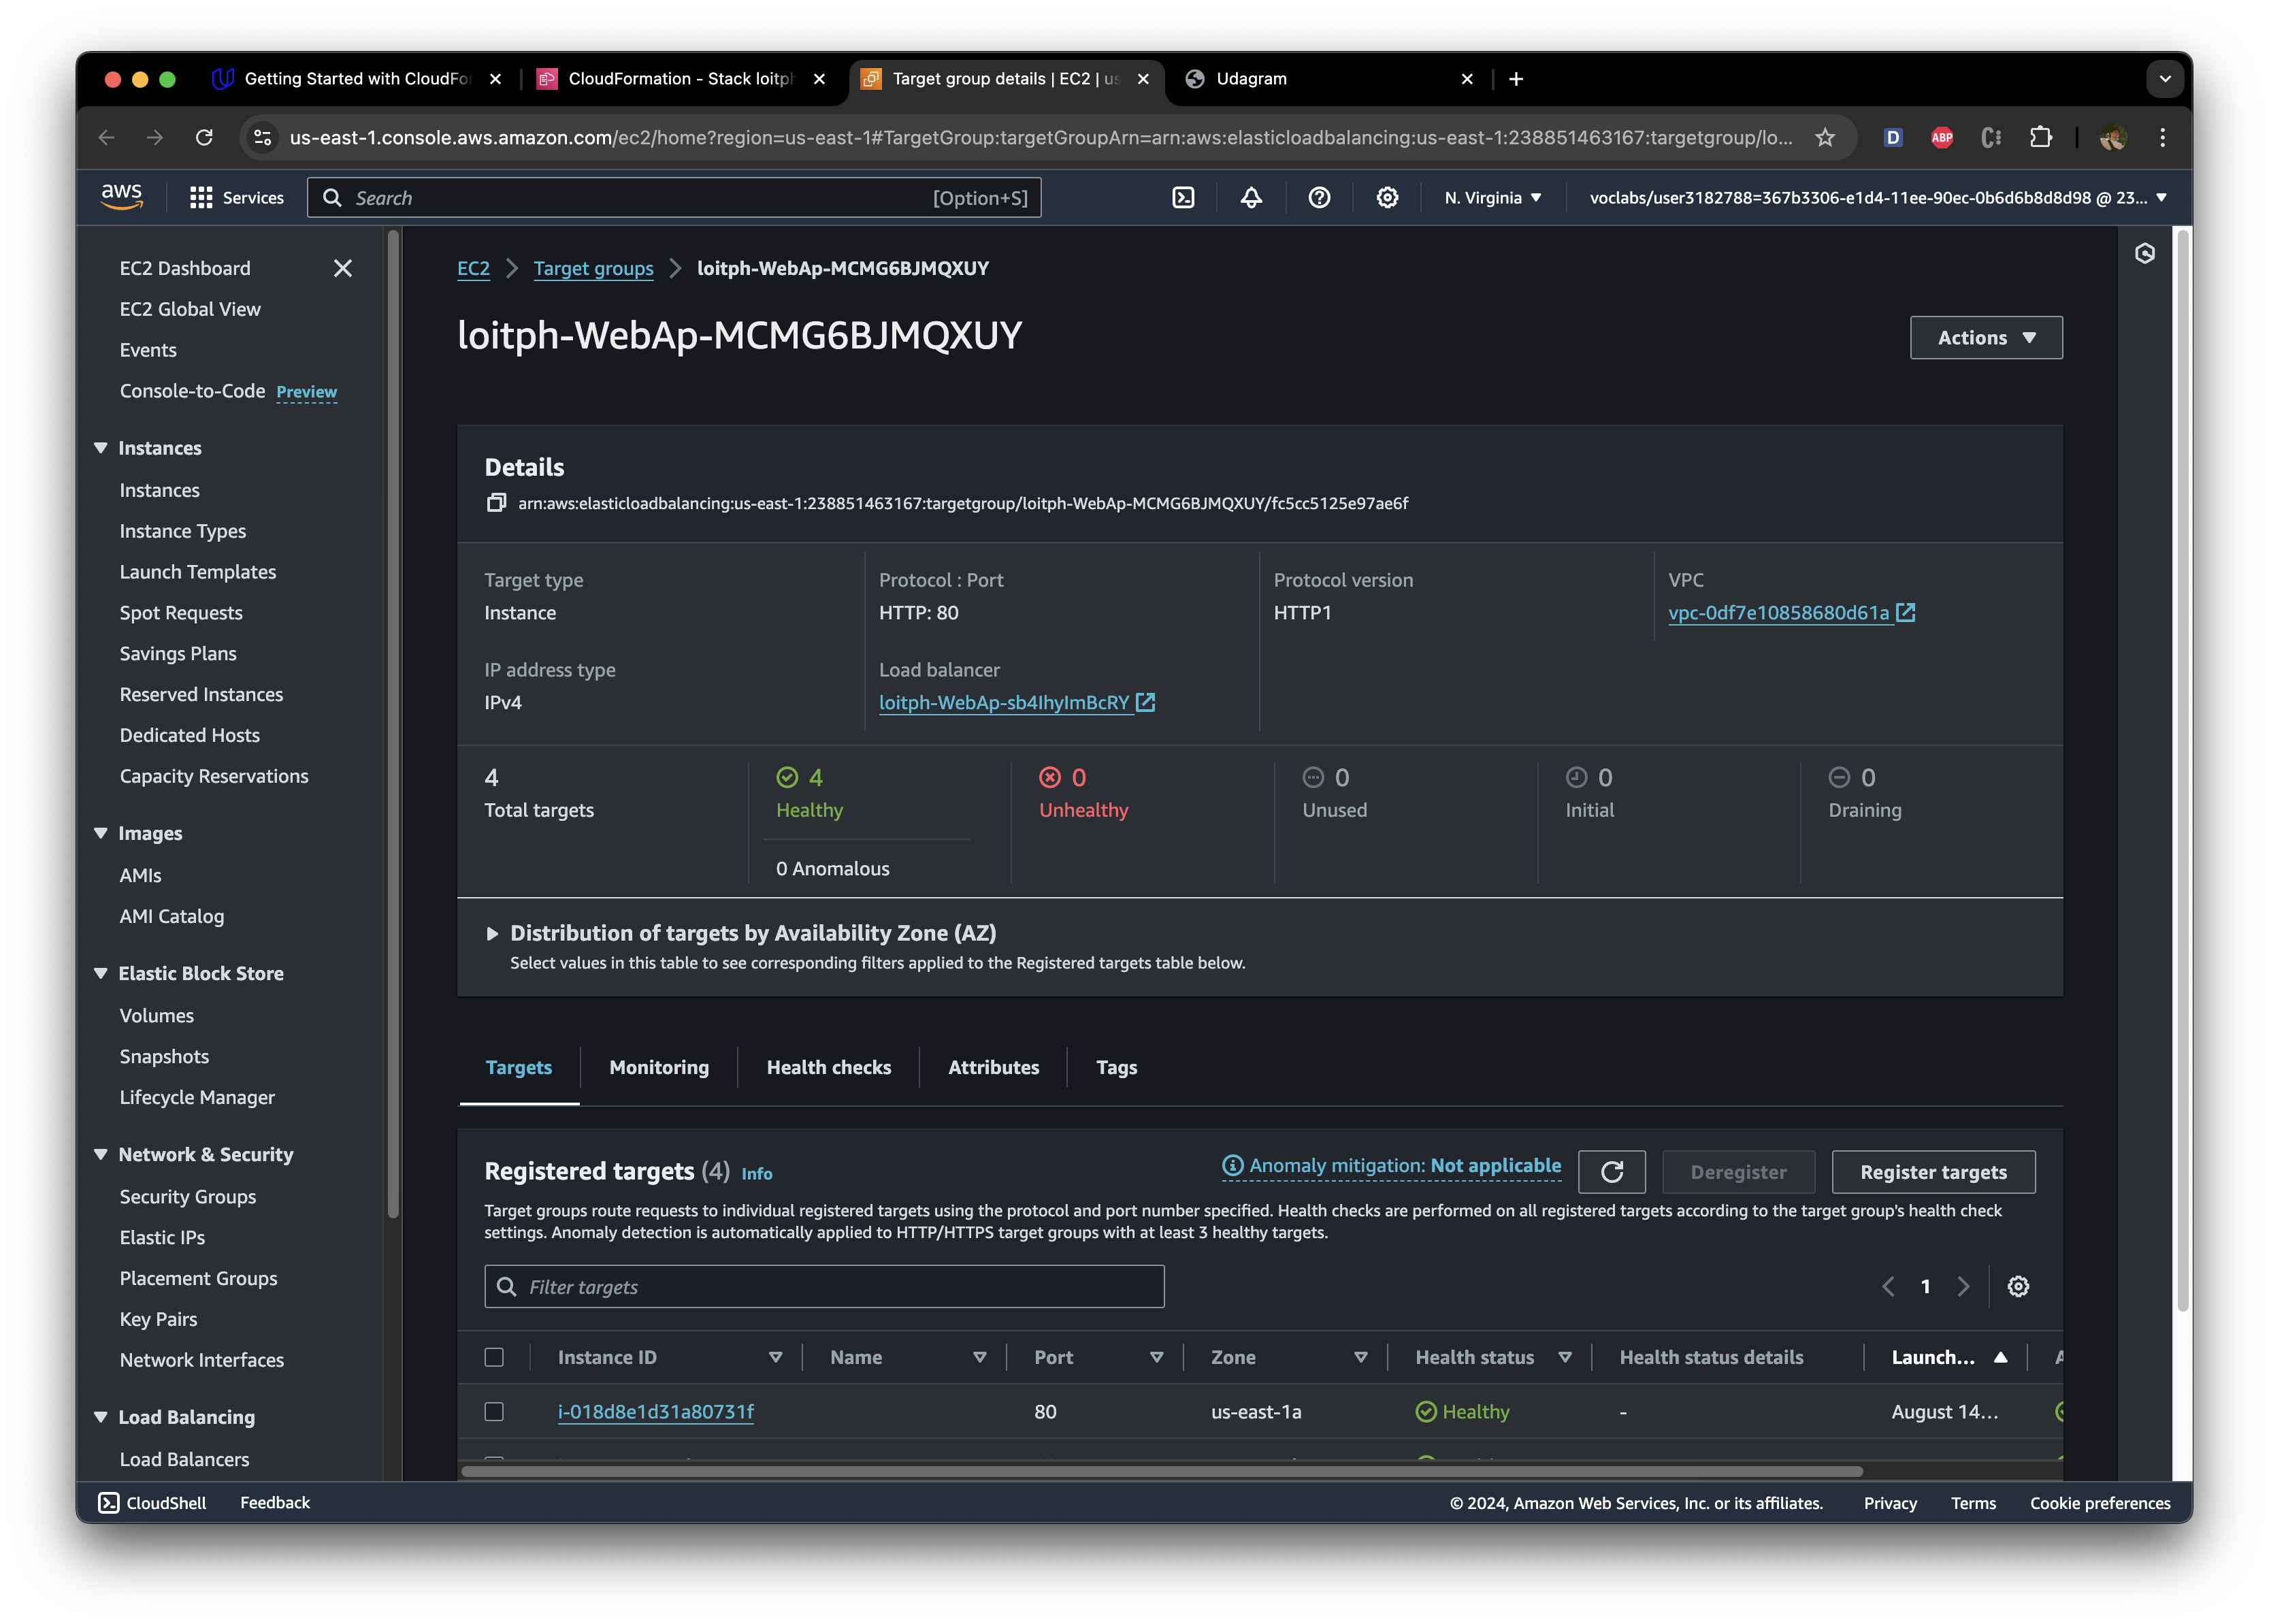 Getting Started with CloudFor
CloudFormation - Stack loitph
Target group details | EC2 | us
Udagram
us-east-1.console.aws.amazon.com/ec2/home?region=us-east-1#TargetGroup:targetGroupArn=arn:aws:elasticloadbalancing:us-east-1:238851463167:targetgroup/lo...
D
ABP
aws
Services
Search
[Option+S]
N. Virginia
voclabs/user3182788=367b3306-e1d4-11ee-90ec-0b6d6b8d8d98 @ 23...
EC2 Dashboard
EC2 Global View
Events
Console-to-Code Preview
Instances
Instances
Instance Types
Launch Templates
Spot Requests
Savings Plans
Reserved Instances
Dedicated Hosts
Capacity Reservations
Images
AMIs
AMI Catalog
Elastic Block Store
Volumes
Snapshots
Lifecycle Manager
Network & Security
Security Groups
Elastic IPs
Placement Groups
Key Pairs
Network Interfaces
Load Balancing
Load Balancers
EC2 > Target groups > loitph-WebAp-MCMG6BJMQXUY
loitph-WebAp-MCMG6BJMQXUY
Actions
Details
arn:aws:elasticloadbalancing:us-east-1:238851463167:targetgroup/loitph-WebAp-MCMG6BJMQXUY/fc5cc5125e97ae6f
Target type
Instance
Protocol : Port
HTTP: 80
Protocol version
HTTP1
VPC
vpc-0df7e10858680d61a
IP address type
IPv4
Load balancer
loitph-WebAp-sb4IhyImBcRY
4
Total targets
4
Healthy
0 Anomalous
0
Unhealthy
0
Unused
0
Initial
0
Draining
Distribution of targets by Availability Zone (AZ)
Select values in this table to see corresponding filters applied to the Registered targets table below.
Targets
Monitoring
Health checks
Attributes
Tags
Registered targets (4) Info
Anomaly mitigation: Not applicable
Deregister
Register targets
Target groups route requests to individual registered targets using the protocol and port number specified. Health checks are performed on all registered targets according to the target group's health check
settings. Anomaly detection is automatically applied to HTTP/HTTPS target groups with at least 3 healthy targets.
Filter targets
1
Instance ID
Name
Port
Zone
Health status
Health status details
Launch...
i-018d8e1d31a80731f
80
us-east-1a
Healthy
-
August 14...
CloudShell
Feedback
© 2024, Amazon Web Services, Inc. or its affiliates.
Privacy
Terms
Cookie preferences